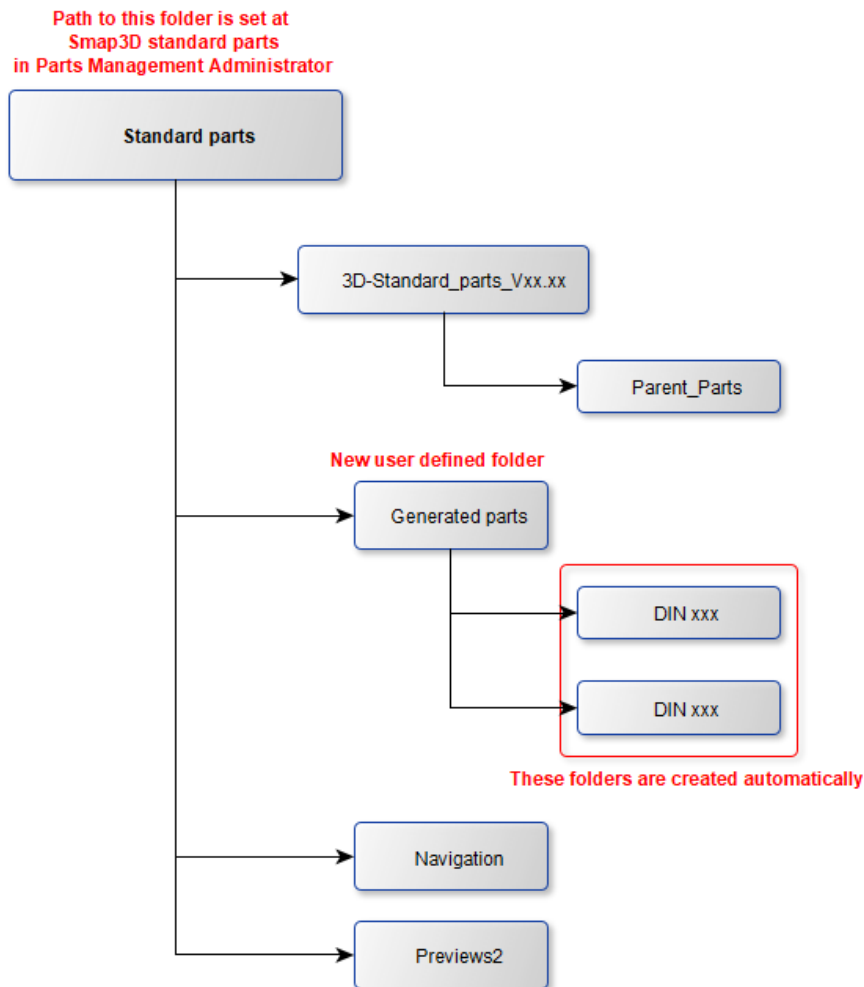 Path to this folder is set at
Smap3D standard parts
in Parts Management Administrator
Standard parts
3D-Standard_parts_Vxx.xx
Parent_Parts
New user defined folder
Generated parts
DIN xxx
DIN xxx
These folders are created automatically
Navigation
Previews2